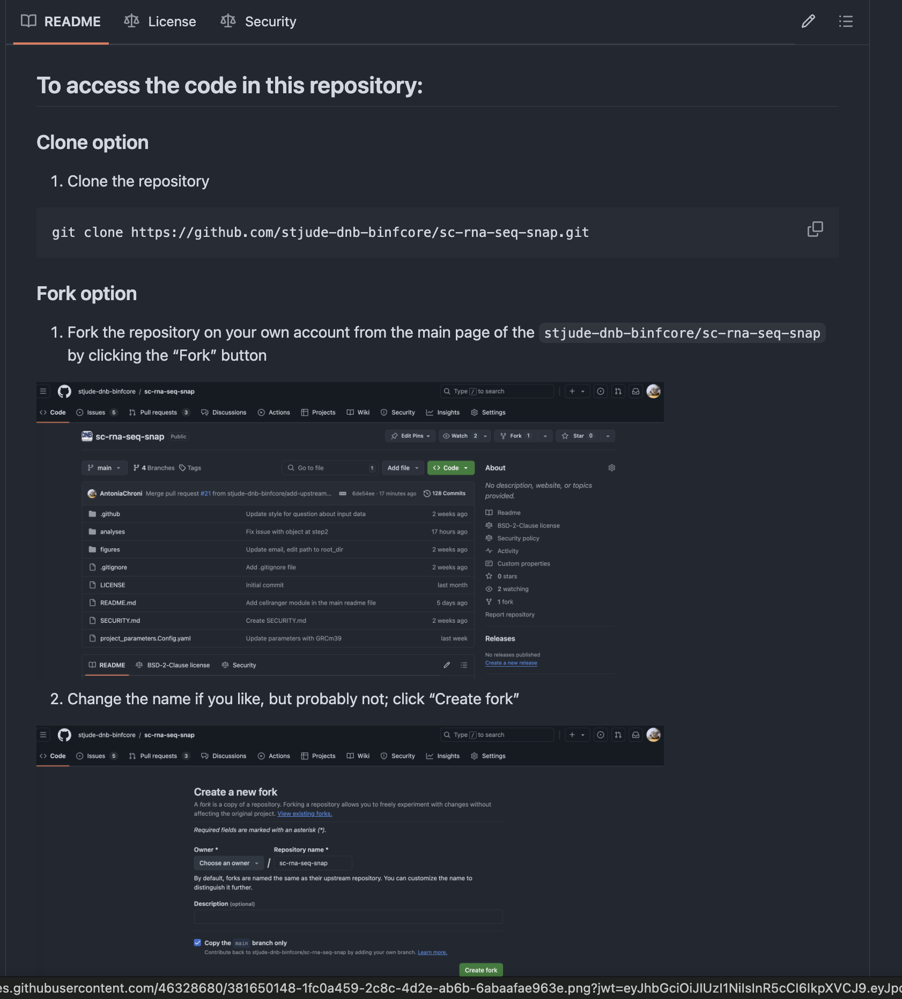 README License Security
To access the code in this repository:
Clone option
1. Clone the repository
git clone https://github.com/stjude-dnb-binfcore/sc-rna-seq-snap.git
Fork option
1. Fork the repository on your own account from the main page of the stjude-dnb-binfcore/sc-rna-seq-snap
by clicking the “Fork” button
stjude-dnb-binfcore / sc-rna-seq-snap Type / to search
Code Issues 5 Pull requests 3 Discussions Actions Projects Wiki Security Insights Settings
DNB sc-rna-seq-snap Public Edit Pins Watch 2 Fork 1 Star 0
main 4 Branches Tags Go to file t Add file Code
AntoniaChroni Merge pull request #21 from stjude-dnb-binfcore/add-upstream... 6de54ee · 17 minutes ago 128 Commits
.github Update style for question about input data 2 weeks ago
analyses Fix issue with object at step2 17 hours ago
figures Update email, edit path to root_dir 2 weeks ago
.gitignore Add .gitignore file 2 weeks ago
LICENSE Initial commit last month
README.md Add cellranger module in the main readme file 5 days ago
SECURITY.md Create SECURITY.md 2 weeks ago
project_parameters.Config.yaml Update parameters with GRCm39 last week
README BSD-2-Clause license Security
About
No description, website, or topics
provided.
Readme
BSD-2-Clause license
Security policy
Activity
Custom properties
0 stars
2 watching
1 fork
Report repository
Releases
No releases published
Create a new release
2. Change the name if you like, but probably not; click “Create fork”
stjude-dnb-binfcore / sc-rna-seq-snap Type / to search
Code Issues 5 Pull requests 3 Discussions Actions Projects Wiki Security Insights Settings
Create a new fork
A fork is a copy of a repository. Forking a repository allows you to freely experiment with changes without
affecting the original project. View existing forks.
Required fields are marked with an asterisk (*).
Owner * Repository name *
Choose an owner / sc-rna-seq-snap
By default, forks are named the same as their upstream repository. You can customize the name to
distinguish it further.
Description (optional)
Copy the main branch only
Contribute back to stjude-dnb-binfcore/sc-rna-seq-snap by adding your own branch. Learn more.
Create fork
es.githubusercontent.com/46328680/381650148-1fc0a459-2c8c-4d2e-ab6b-6abaafae963e.png?jwt=eyJhbGciOiJIUzI1NiIsInR5cCI6IkpXVCJ9.eyJpc